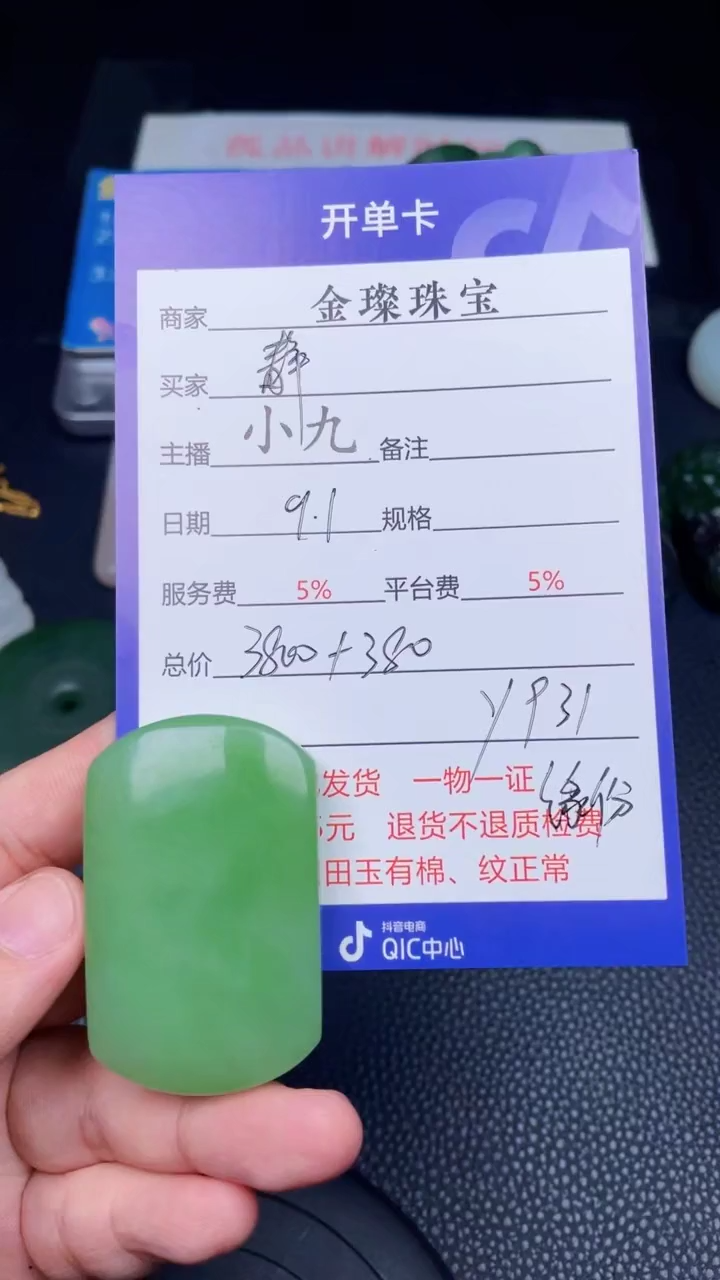 开单卡
商家 金璨珠宝
买家 静
主播 小九 备注
日期 9.1 规格
服务费 5% 平台费 5%
总价 3800+380
YP31
发货 一物一证
缘份
元 退货不退质检费
田玉有棉、纹正常
抖音电商
QIC中心